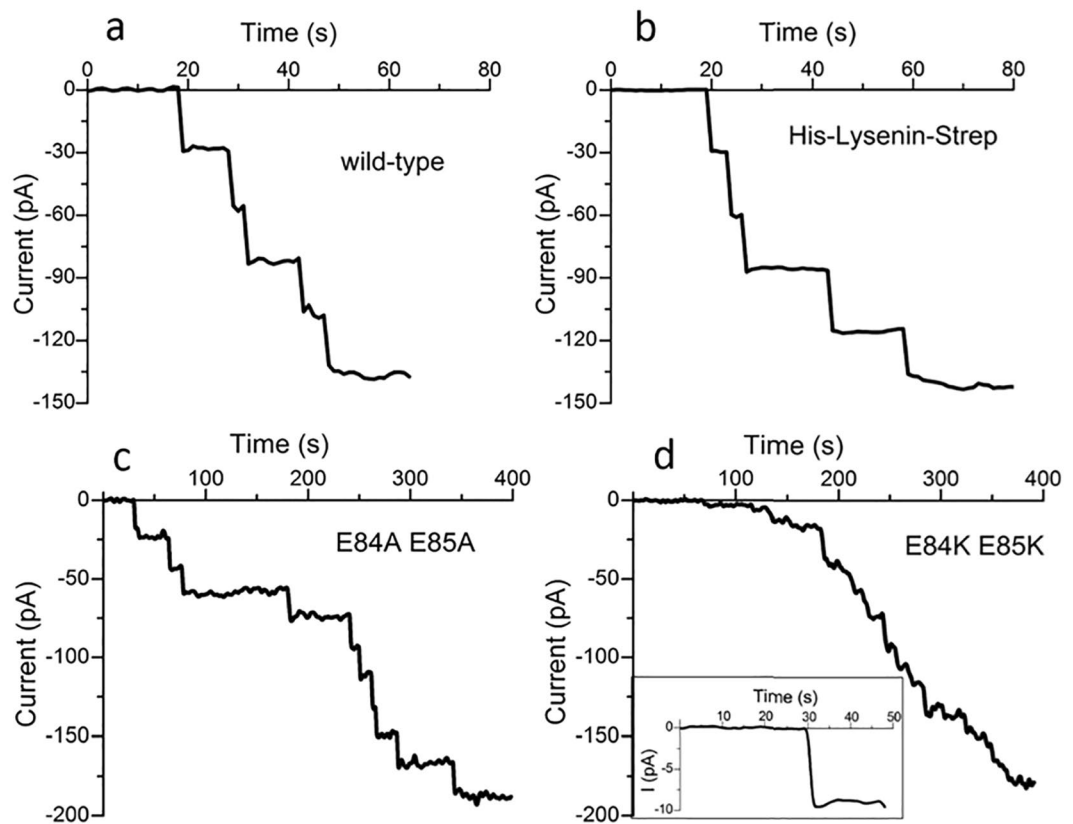 a
Time (s)
0 20 40 60 80
0
-30
-60
-90
-120
-150
Current (pA)
wild-type
b
Time (s)
0 20 40 60 80
0
-30
-60
-90
-120
-150
Current (pA)
His-Lysenin-Strep
c
Time (s)
100 200 300 400
0
-50
-100
-150
-200
Current (pA)
E84A E85A
d
Time (s)
100 200 300 400
0
-50
-100
-150
-200
Current (pA)
E84K E85K
Time (s)
10 20 30 40 50
0
-5
-10
I (pA)